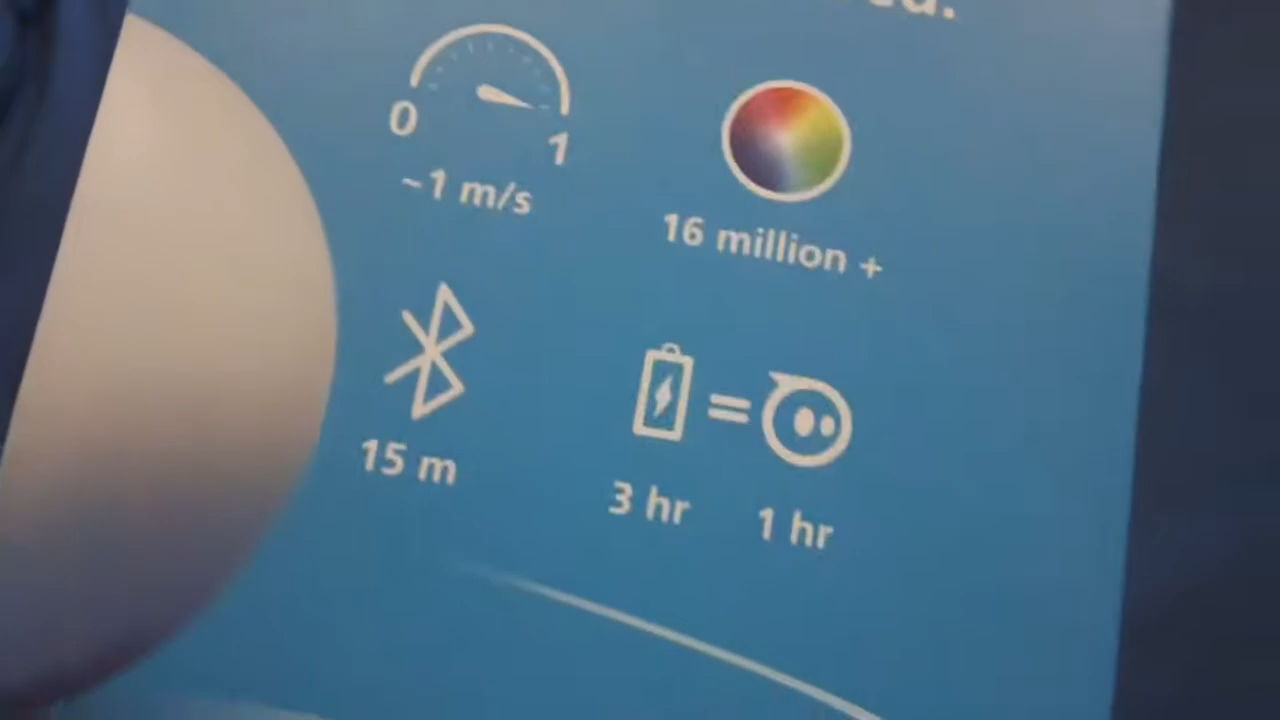 0
1
~1 m/s
16 million +
15 m
=
3 hr
1 hr